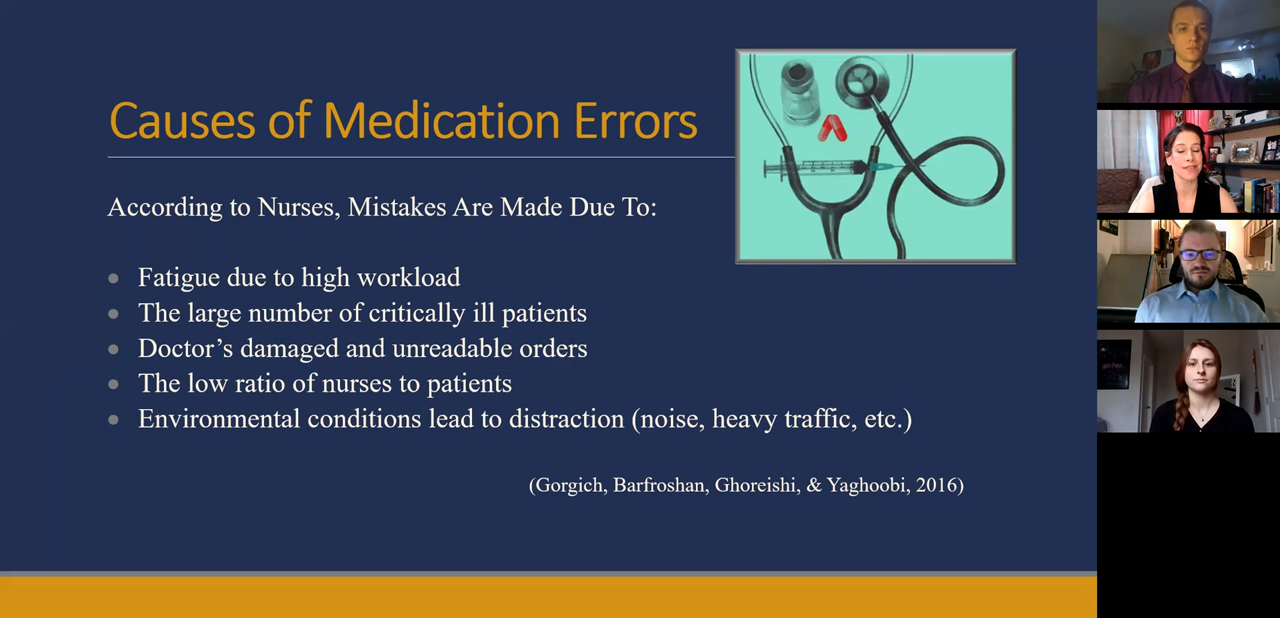 Causes of Medication Errors
According to Nurses, Mistakes Are Made Due To:
Fatigue due to high workload
The large number of critically ill patients
Doctor’s damaged and unreadable orders
The low ratio of nurses to patients
Environmental conditions lead to distraction (noise, heavy traffic, etc.)
(Gorgich, Barfroshan, Ghoreishi, & Yaghoobi, 2016)